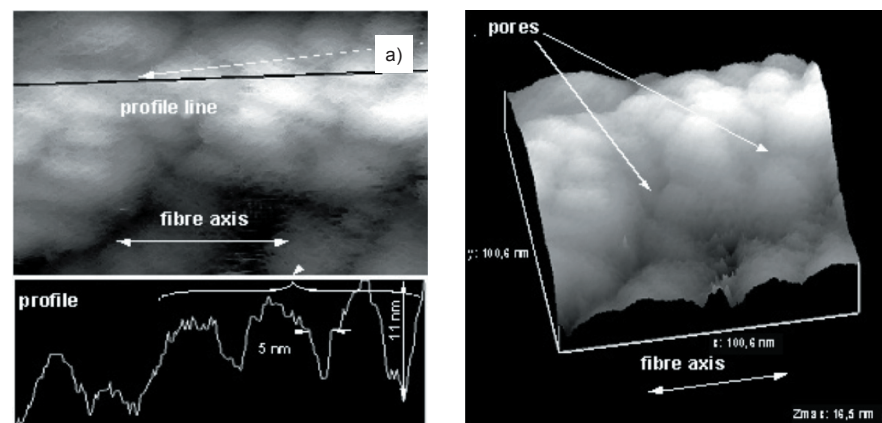 a)
profile line
fibre axis
profile
5 nm
11 nm
pores
y: 100,6 nm
x: 100,6 nm
fibre axis
Zmax: 16,5 nm